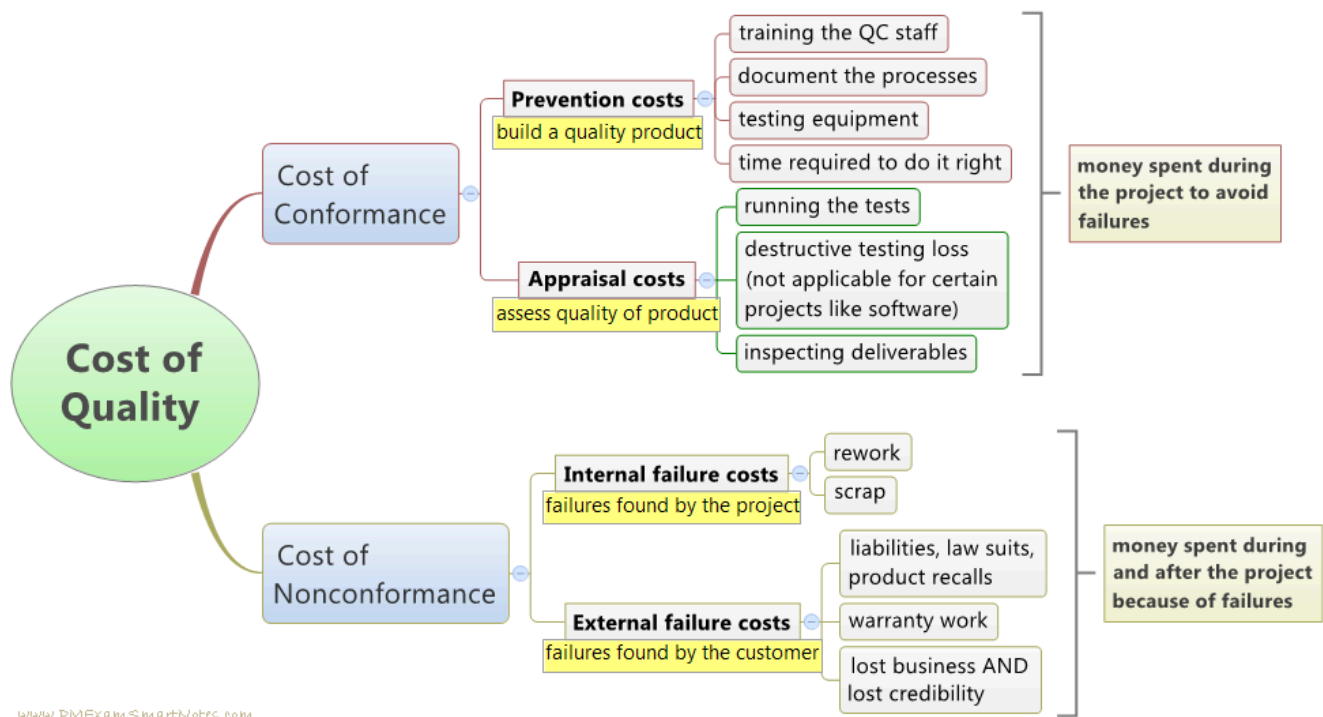 Cost of
Quality
Cost of
Conformance
Prevention costs
build a quality product
training the QC staff
document the processes
testing equipment
time required to do it right
Appraisal costs
assess quality of product
running the tests
destructive testing loss
(not applicable for certain
projects like software)
inspecting deliverables
money spent during
the project to avoid
failures
Cost of
Nonconformance
Internal failure costs
failures found by the project
rework
scrap
External failure costs
failures found by the customer
liabilities, law suits,
product recalls
warranty work
lost business AND
lost credibility
money spent during
and after the project
because of failures
www.PMExamSmartNotes.com